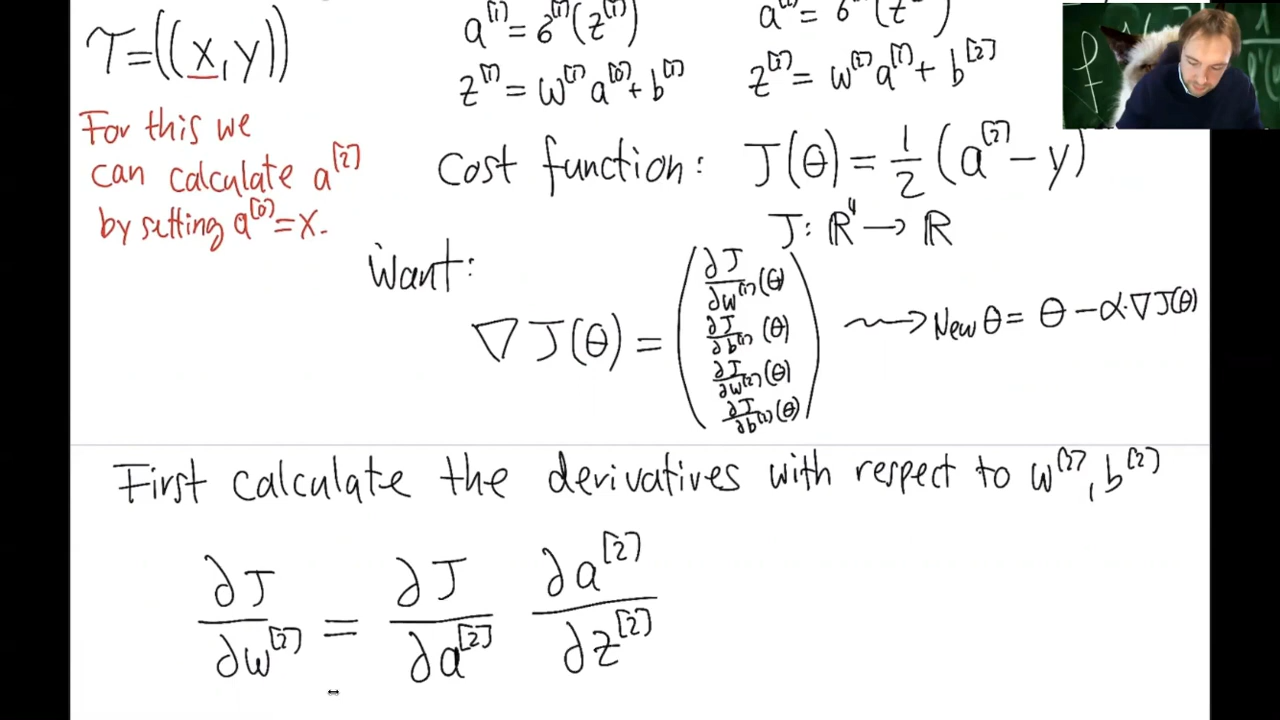 a^[1] = σ^[1](z^[1])
a^[2] = σ^[2](z^[2])
T = ((x, y))
z^[1] = w^[1] a^[0] + b^[1]
z^[2] = w^[2] a^[1] + b^[2]
For this we
can calculate a^[2]
by setting a^[0] = x.
Cost function: J(θ) = 1/2 (a^[2] − y)
J: ℝ^4 → ℝ
Want:
∇J(θ) = ( ∂J/∂w^[1] (θ)
∂J/∂b^[1] (θ)
∂J/∂w^[2] (θ)
∂J/∂b^[2] (θ) ) ⇝ New θ = θ − α·∇J(θ)
First calculate the derivatives with respect to w^[2], b^[2]
∂J/∂w^[2] = ∂J/∂a^[2] ∂a^[2]/∂z^[2]